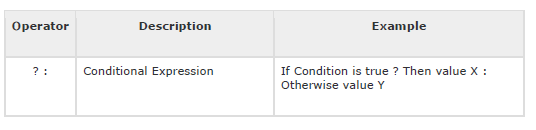 Operator Description Example
? : Conditional Expression If Condition is true ? Then value X :
Otherwise value Y